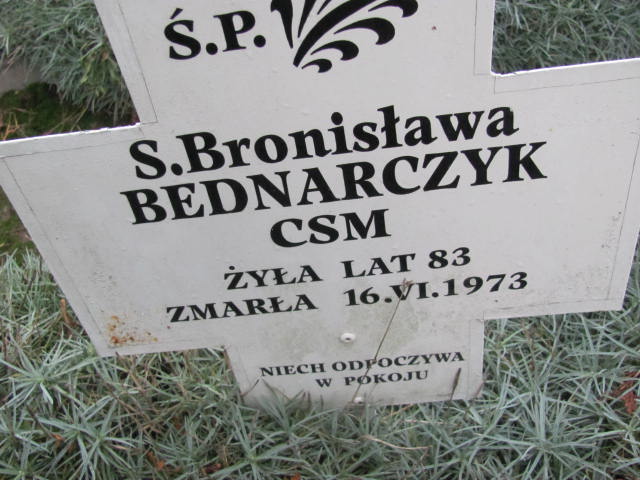 Ś.P.
S.Bronisława
BEDNARCZYK
CSM
ŻYŁA LAT 83
ZMARŁA 16.VI.1973
NIECH ODPOCZYWA
W POKOJU